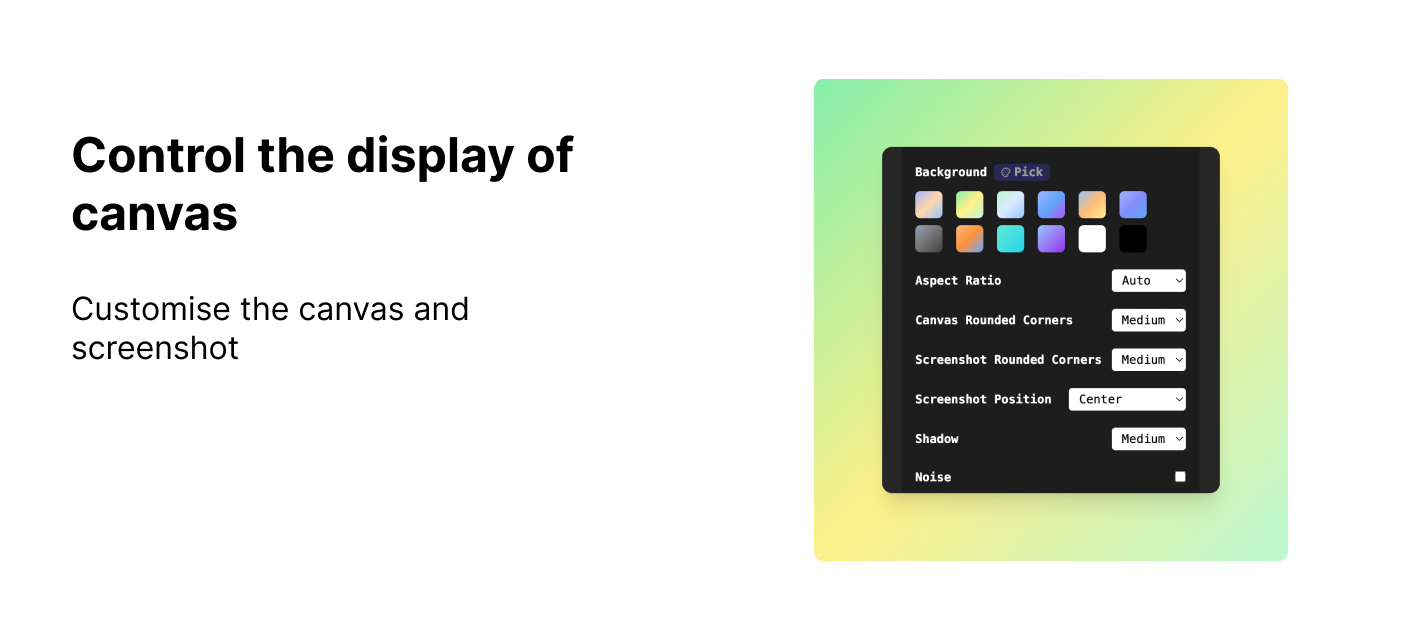 Control the display of
canvas
Customise the canvas and
screenshot
Background Pick
Aspect Ratio Auto
Canvas Rounded Corners Medium
Screenshot Rounded Corners Medium
Screenshot Position Center
Shadow Medium
Noise